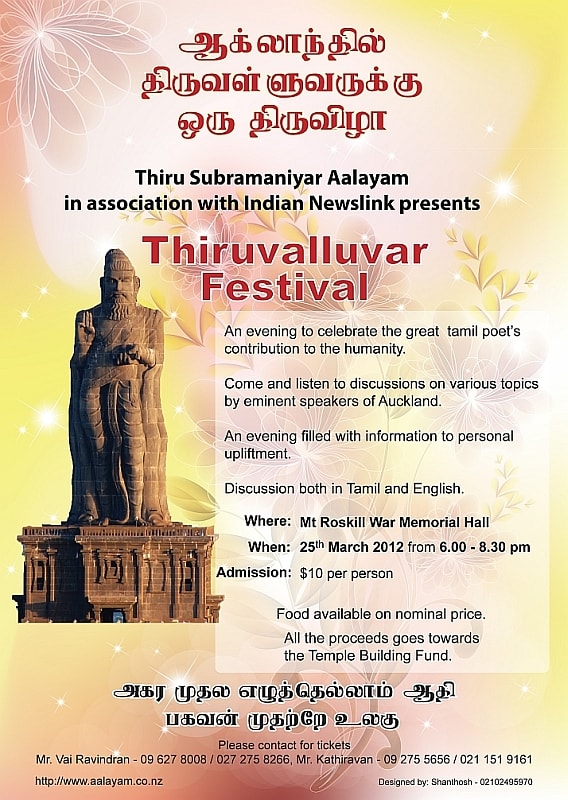 ஆக்லாந்தில்
திருவள்ளுவருக்கு
ஒரு திருவிழா
Thiru Subramaniyar Aalayam
in association with Indian Newslink presents
Thiruvalluvar
Festival
An evening to celebrate the great tamil poet's
contribution to the humanity.
Come and listen to discussions on various topics
by eminent speakers of Auckland.
An evening filled with information to personal
upliftment.
Discussion both in Tamil and English.
Where: Mt Roskill War Memorial Hall
When: 25th March 2012 from 6.00 - 8.30 pm
Admission: $10 per person
Food available on nominal price.
All the proceeds goes towards
the Temple Building Fund.
அகர முதல எழுத்தெல்லாம் ஆதி
பகவன் முதற்றே உலகு
Please contact for tickets
Mr. Vai Ravindran - 09 627 8008 / 027 275 8266, Mr. Kathiravan - 09 275 5656 / 021 151 9161
http://www.aalayam.co.nz
Designed by: Shanthosh - 02102495970